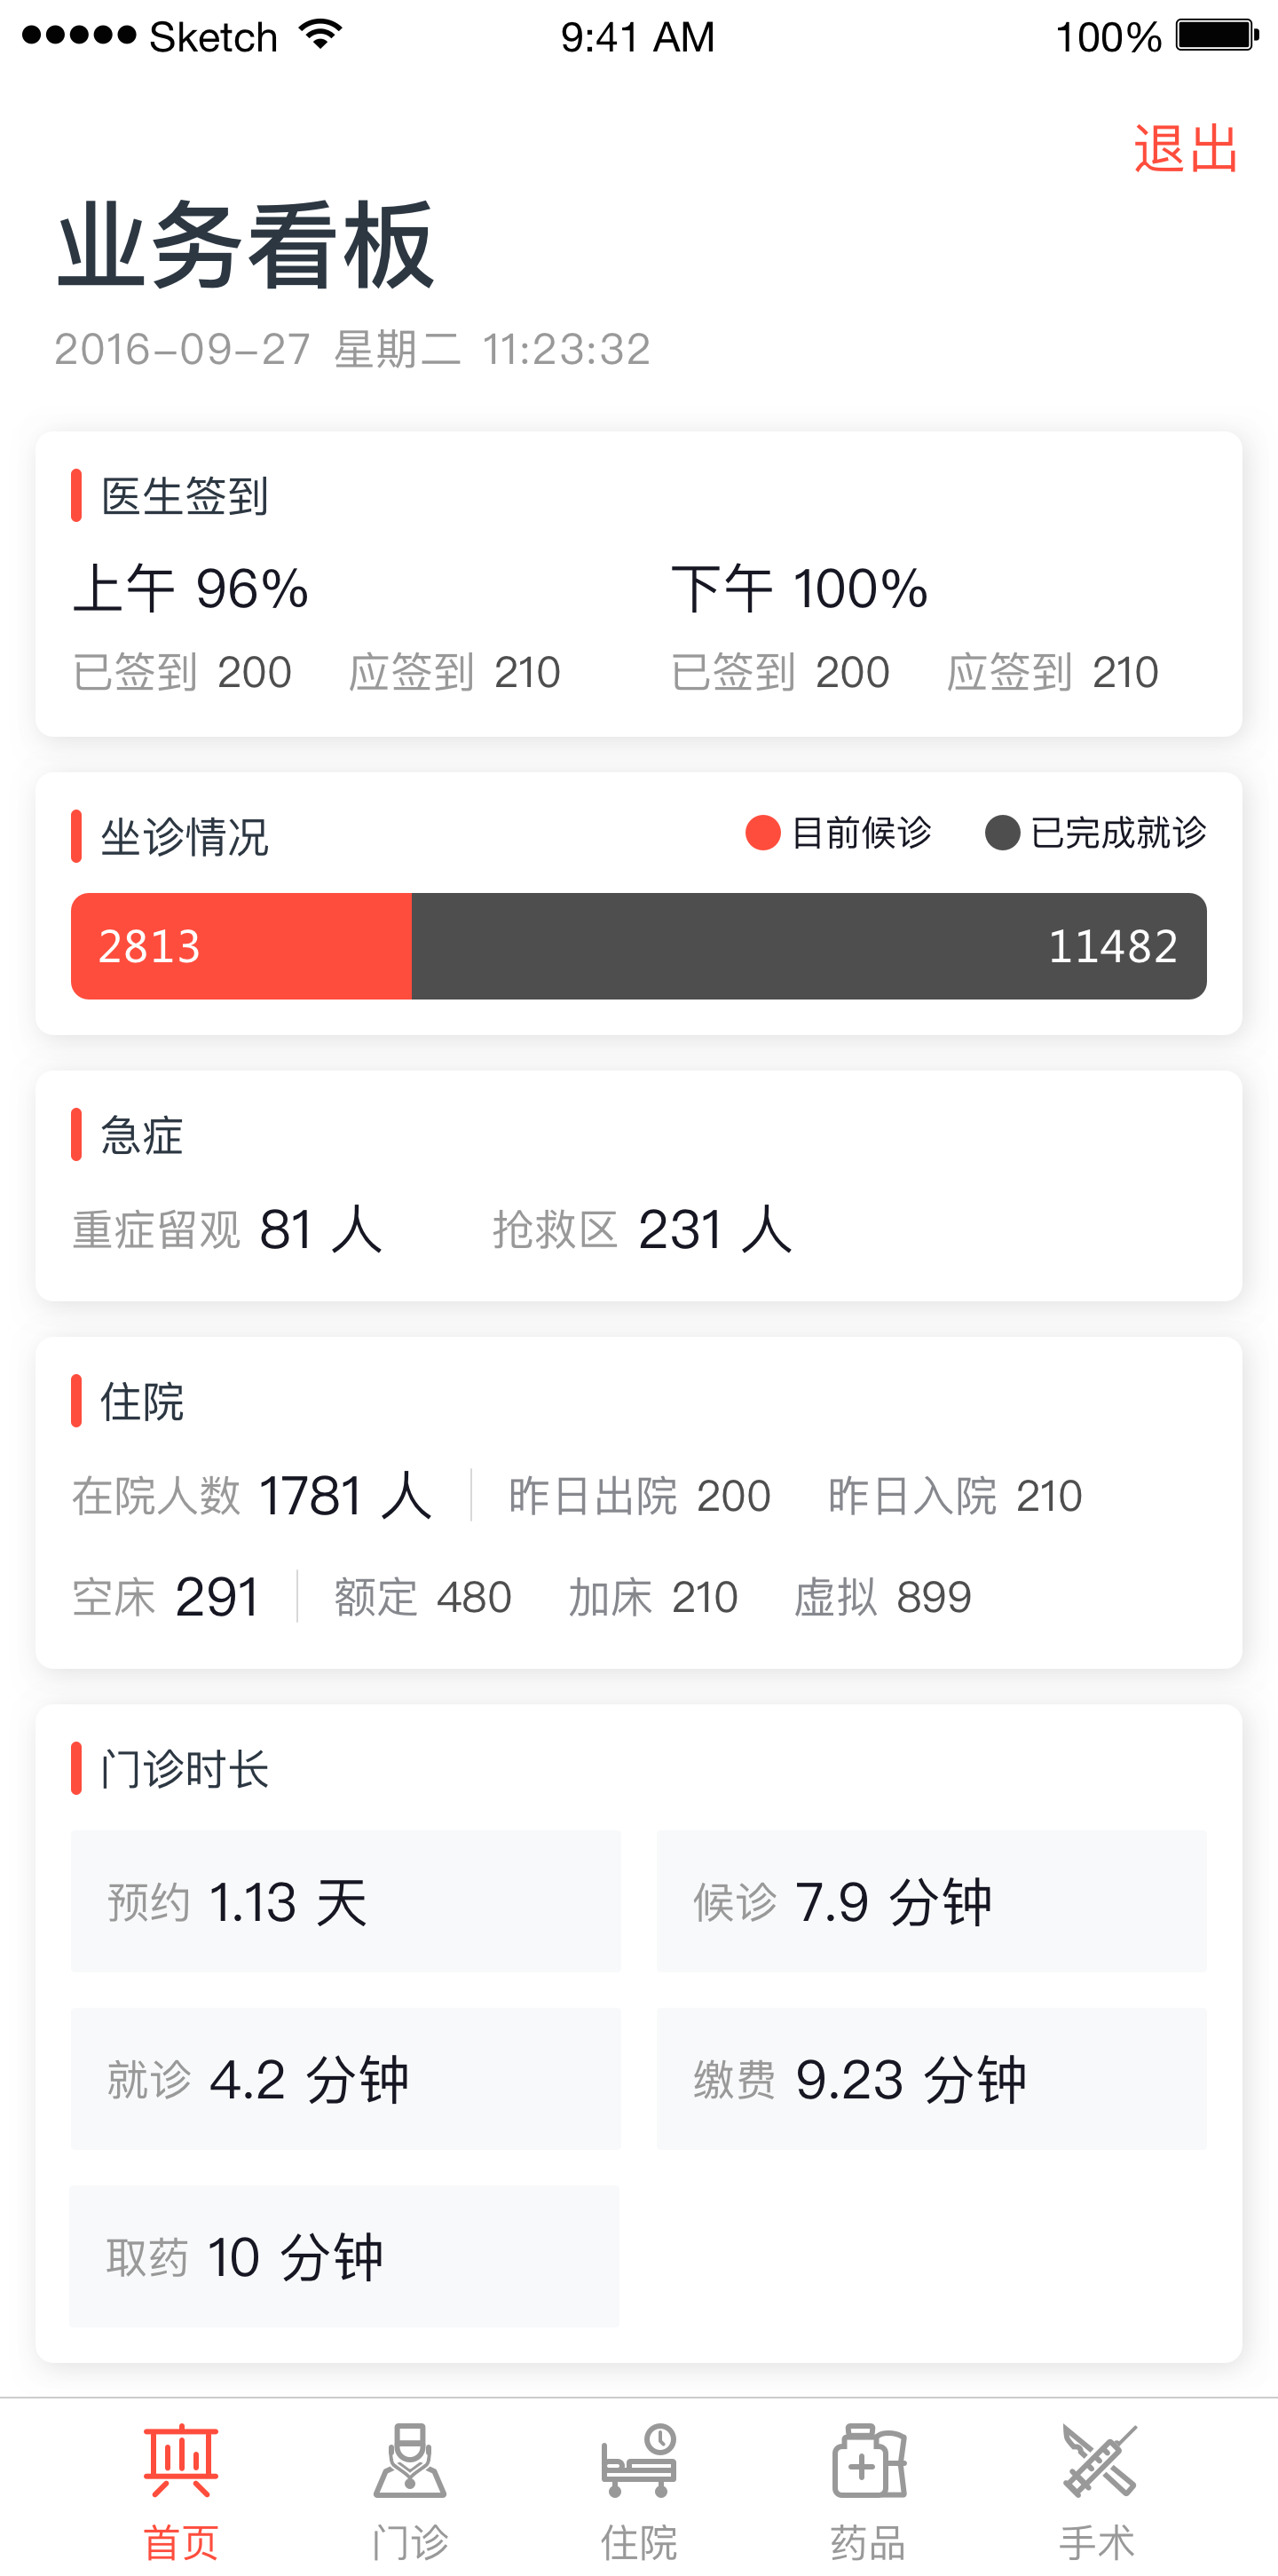 ●●●●● Sketch 9:41 AM 100%
退出
业务看板
2016-09-27 星期二 11:23:32
医生签到
上午 96% 下午 100%
已签到 200 应签到 210 已签到 200 应签到 210
坐诊情况 目前候诊 已完成就诊
2813 11482
急症
重症留观 81 人 抢救区 231 人
住院
在院人数 1781 人 昨日出院 200 昨日入院 210
空床 291 额定 480 加床 210 虚拟 899
门诊时长
预约 1.13 天 候诊 7.9 分钟
就诊 4.2 分钟 缴费 9.23 分钟
取药 10 分钟
首页 门诊 住院 药品 手术